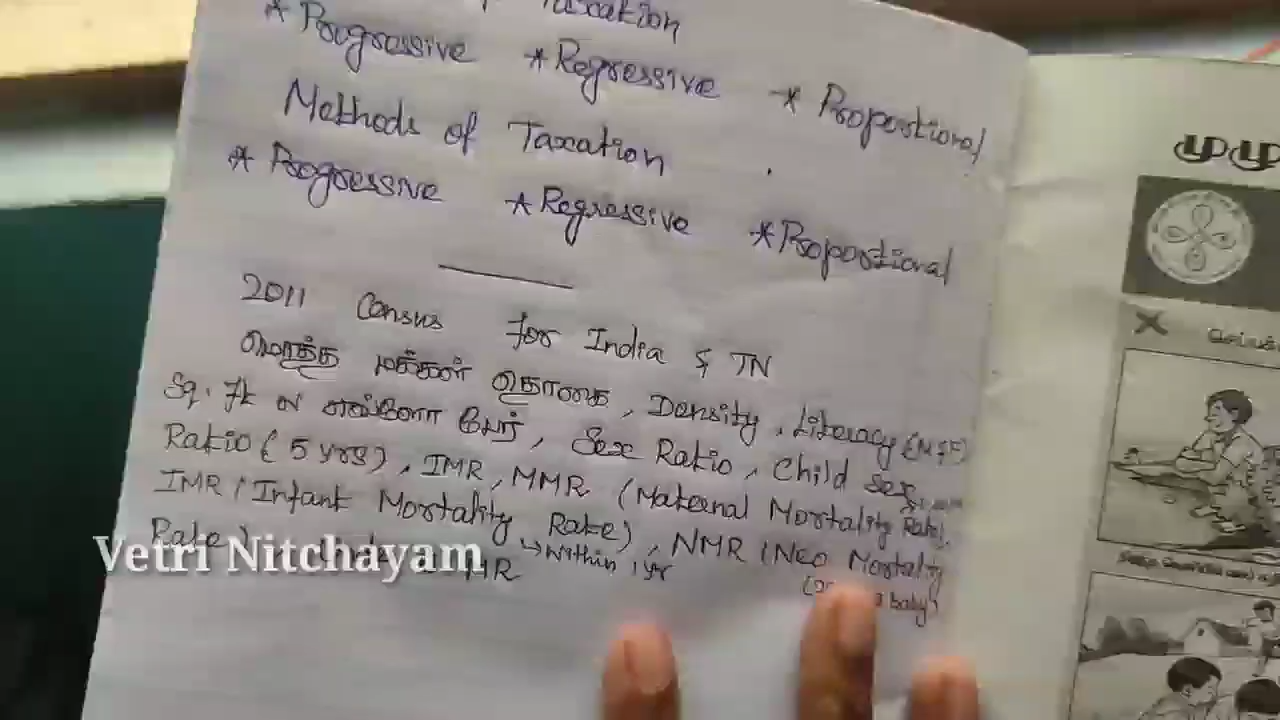 Taxation
* Progressive * Regressive * Proportional
Methods of Taxation
* Progressive * Regressive * Proportional
2011 Census for India & TN
மொத்த மக்கள் தொகை, Density, Literacy (M&F)
Sq. ft ல எவ்ளோ பேர், Sex Ratio, Child Sex
Ratio (5 yrs), IMR, MMR (Maternal Mortality Rate),
IMR (Infant Mortality Rate), NMR (Neo Mortality
↳ Within 1 yr
Rate)
baby)
Vetri Nitchayam
முழு